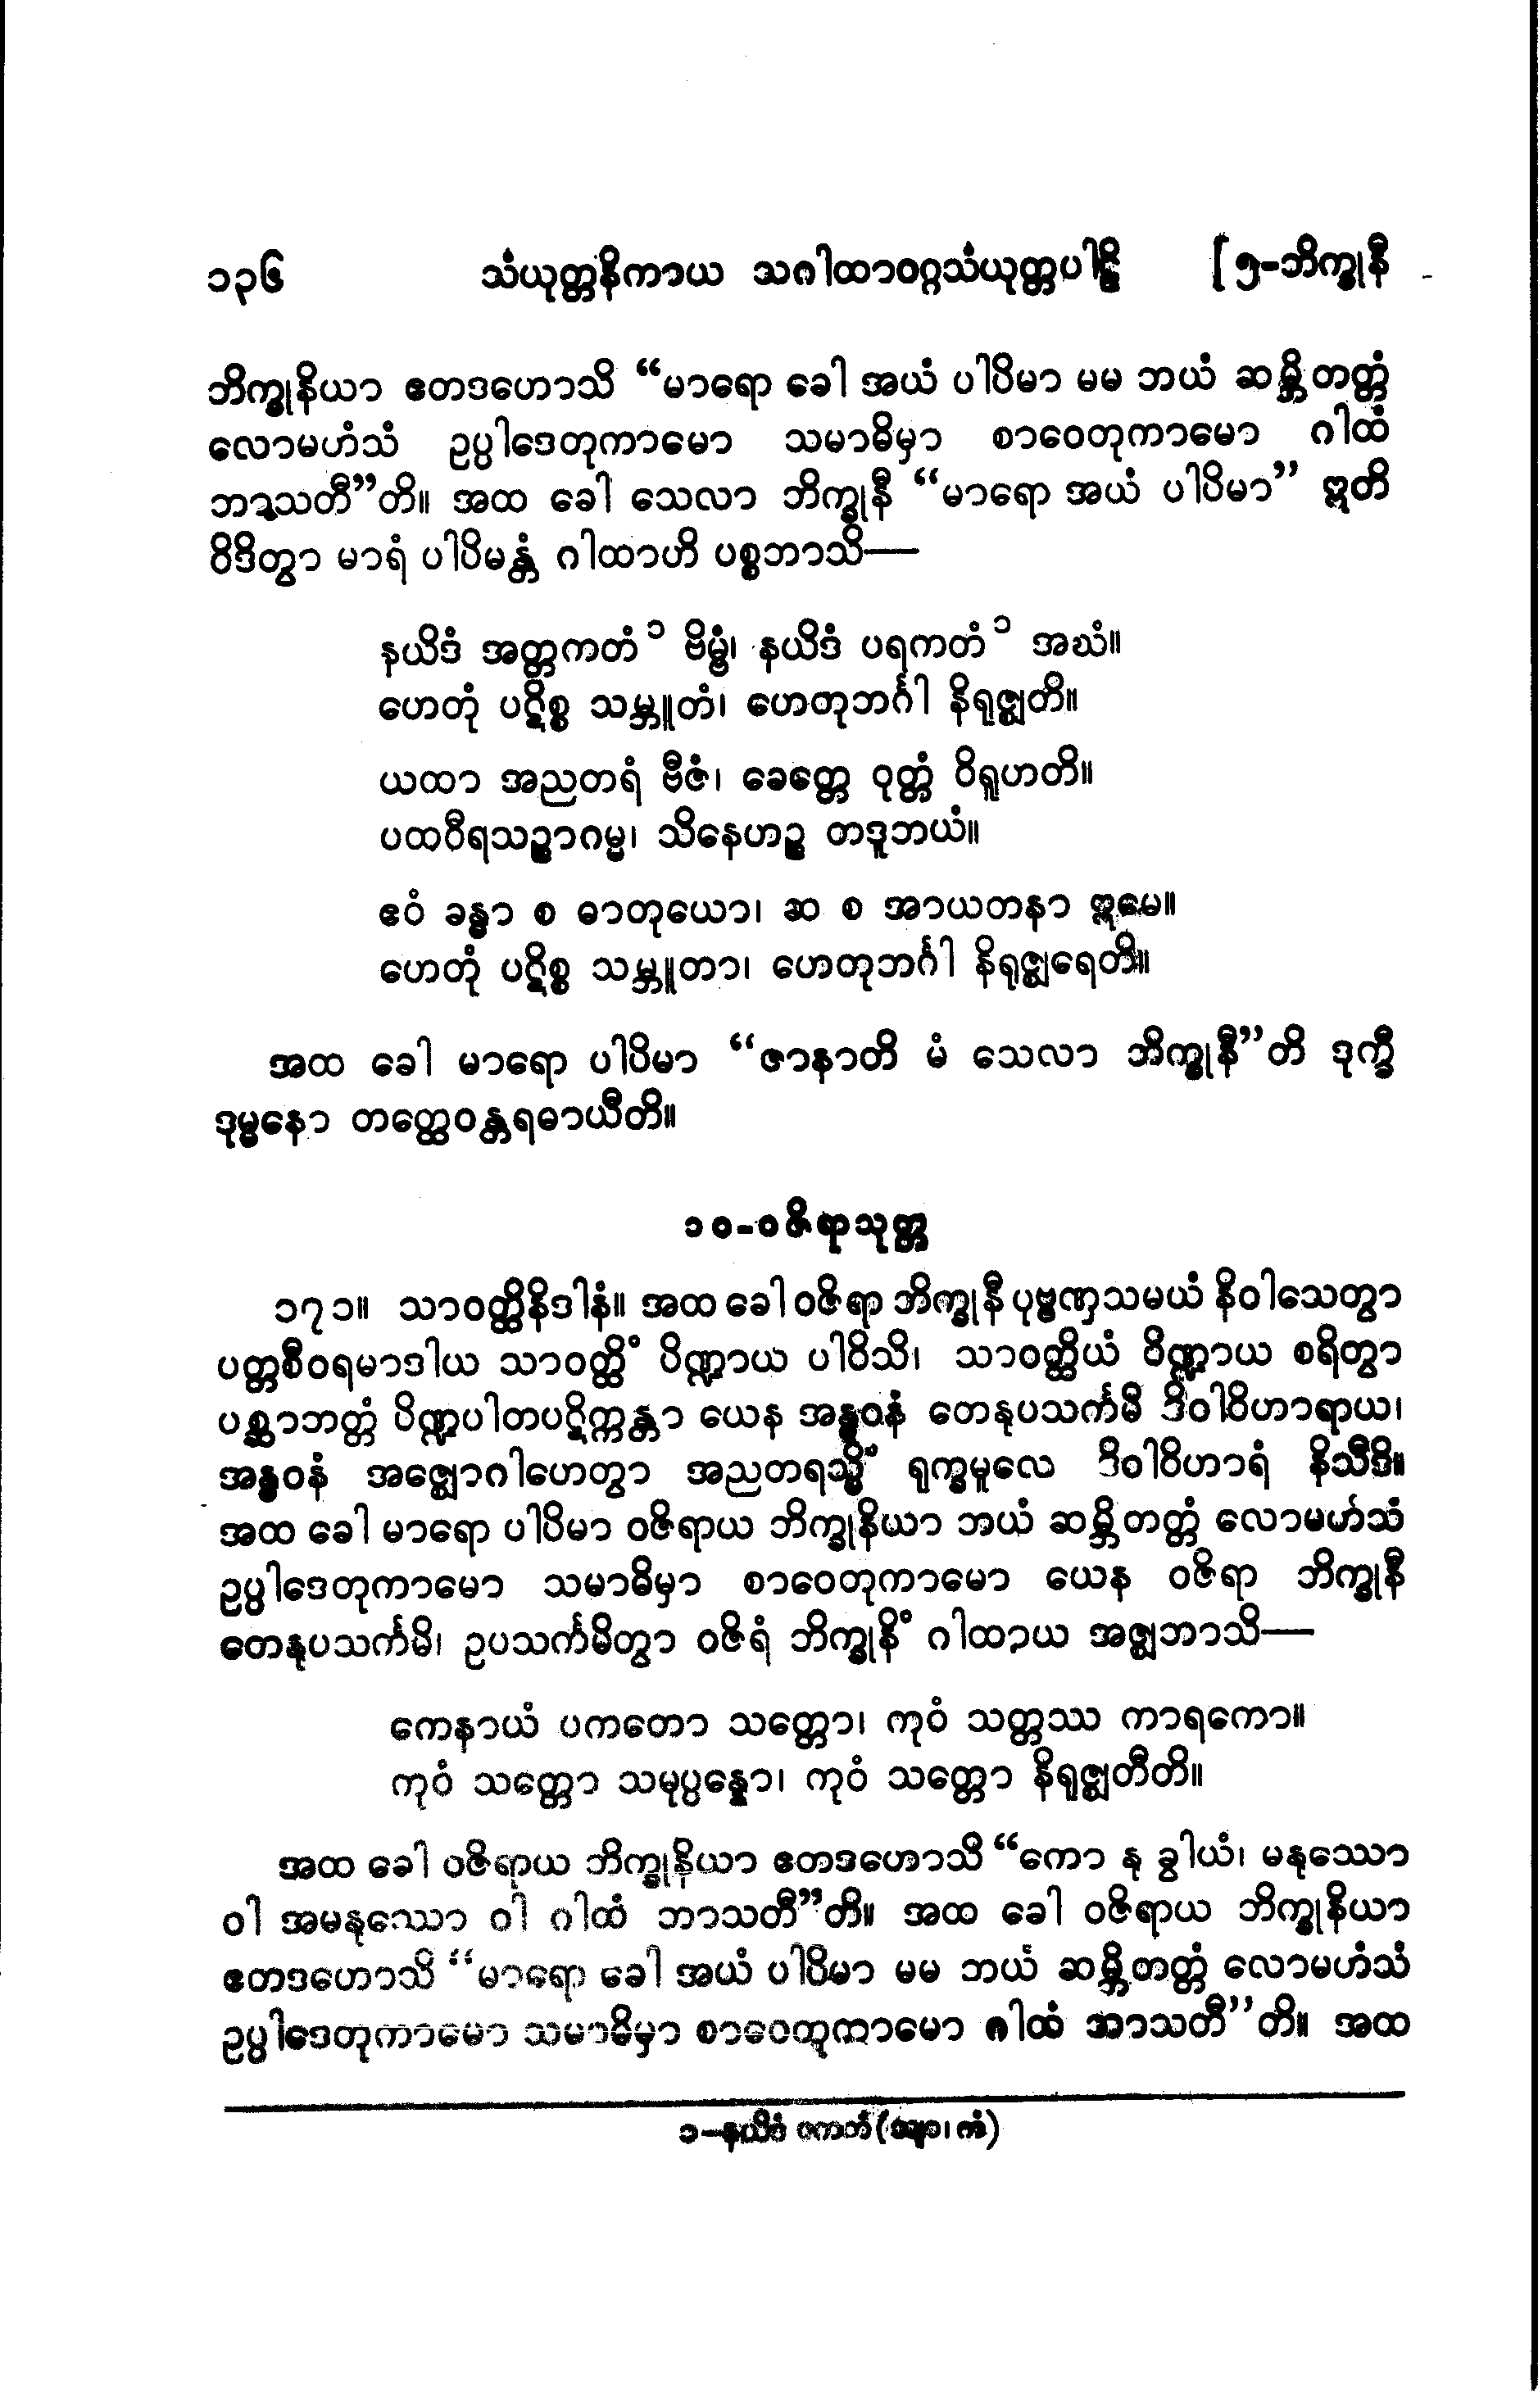 ၁၃၆ သံယုတ္တနိကာယ သဂါထာဝဂ္ဂသံယုတ္တပါဠိ [၅-ဘိက္ခုနီ
ဘိက္ခုနိယာ ဧတဒဟောသိ “မာရော ခေါ အယံ ပါပိမာ မမ ဘယံ ဆမ္ဘိတတ္တံ
လောမဟံသံ ဥပ္ပါဒေတုကာမော သမာဓိမှာ စာဝေတုကာမော ဂါထံ
ဘာသတီ”တိ။ အထ ခေါ သေလာ ဘိက္ခုနီ “မာရော အယံ ပါပိမာ” ဣတိ
ဝိဒိတွာ မာရံ ပါပိမန္တံ ဂါထာဟိ ပစ္စဘာသိ—
နယိဒံ အတ္တကတံ ၁ ဗိမ္ဗံ၊ နယိဒံ ပရကတံ ၁ အဃံ။
ဟေတုံ ပဋိစ္စ သမ္ဘူတံ၊ ဟေတုဘင်္ဂါ နိရုဇ္ဈတိ။
ယထာ အညတရံ ဗီဇံ၊ ခေတ္တေ ဝုတ္တံ ဝိရူဟတိ။
ပထဝီရသဉ္စာဂမ္မ၊ သိနေဟဉ္စ တဒူဘယံ။
ဧဝံ ခန္ဓာ စ ဓာတုယော၊ ဆ စ အာယတနာ ဣမေ။
ဟေတုံ ပဋိစ္စ သမ္ဘူတာ၊ ဟေတုဘင်္ဂါ နိရုဇ္ဈရေတိ။
အထ ခေါ မာရော ပါပိမာ “ဇာနာတိ မံ သေလာ ဘိက္ခုနီ”တိ ဒုက္ခီ
ဒုမ္မနော တတ္ထေဝန္တရဓာယီတိ။
၁၀-ဝဇိရာသုတ္တ
၁၇၁။ သာဝတ္ထိနိဒါနံ။ အထ ခေါ ဝဇိရာ ဘိက္ခုနီ ပုဗ္ဗဏှသမယံ နိဝါသေတွာ
ပတ္တစီဝရမာဒါယ သာဝတ္ထိံ ပိဏ္ဍာယ ပါဝိသိ၊ သာဝတ္ထိယံ ပိဏ္ဍာယ စရိတွာ
ပစ္ဆာဘတ္တံ ပိဏ္ဍပါတပဋိက္ကန္တာ ယေန အန္ဓဝနံ တေနုပသင်္ကမိ ဒိဝါဝိဟာရာယ၊
အန္ဓဝနံ အဇ္ဈောဂါဟေတွာ အညတရသ္မိံ ရုက္ခမူလေ ဒိဝါဝိဟာရံ နိသီဒိ။
အထ ခေါ မာရော ပါပိမာ ဝဇိရာယ ဘိက္ခုနိယာ ဘယံ ဆမ္ဘိတတ္တံ လောမဟံသံ
ဥပ္ပါဒေတုကာမော သမာဓိမှာ စာဝေတုကာမော ယေန ဝဇိရာ ဘိက္ခုနီ
တေနုပသင်္ကမိ၊ ဥပသင်္ကမိတွာ ဝဇိရံ ဘိက္ခုနိံ ဂါထာယ အဇ္ဈဘာသိ—
ကေနာယံ ပကတော သတ္တော၊ ကုဝံ သတ္တဿ ကာရကော။
ကုဝံ သတ္တော သမုပ္ပန္နော၊ ကုဝံ သတ္တော နိရုဇ္ဈတီတိ။
အထ ခေါ ဝဇိရာယ ဘိက္ခုနိယာ ဧတဒဟောသိ “ကော နု ခွါယံ၊ မနုဿော
ဝါ အမနုဿော ဝါ ဂါထံ ဘာသတီ”တိ။ အထ ခေါ ဝဇိရာယ ဘိက္ခုနိယာ
ဧတဒဟောသိ “မာရော ခေါ အယံ ပါပိမာ မမ ဘယံ ဆမ္ဘိတတ္တံ လောမဟံသံ
ဥပ္ပါဒေတုကာမော သမာဓိမှာ စာဝေတုကာမော ဂါထံ ဘာသတီ”တိ။ အထ
၁—နယိဒံ ပကတံ (သျာ၊ ကံ)